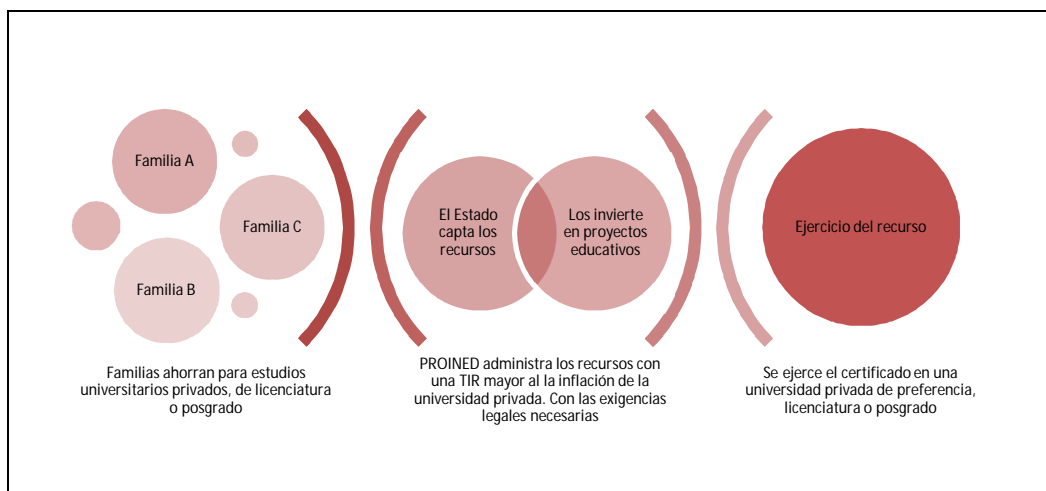 Familia A
Familia C
Familia B
Familias ahorran para estudios
universitarios privados, de licenciatura
o posgrado
El Estado
capta los
recursos
Los invierte
en proyectos
educativos
PROINED administra los recursos con
una TIR mayor al la inflación de la
universidad privada. Con las exigencias
legales necesarias
Ejercicio del recurso
Se ejerce el certificado en una
universidad privada de preferencia,
licenciatura o posgrado